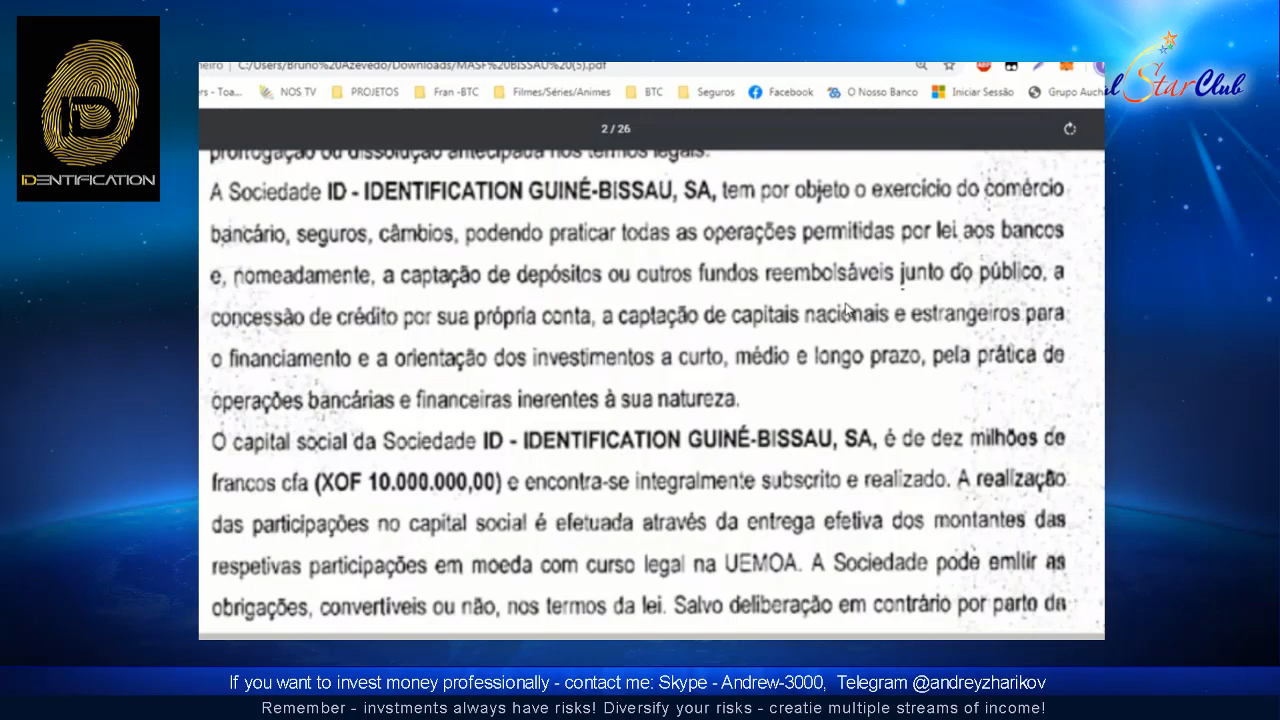 C:/Users/Bruno%20Azevedo/Downloads/MASF%20BISSAU%20(5).pdf
NOS TV PROJETOS Fran -BTC Filmes/Séries/Animes BTC Seguros Facebook O Nosso Banco Iniciar Sessão Grupo Auch
StarClub
IDENTIFICATION
2 / 26
prorrogação ou dissolução antecipada nos termos legais.
A Sociedade ID - IDENTIFICATION GUINÉ-BISSAU, SA, tem por objeto o exercício do comércio
bancário, seguros, câmbios, podendo praticar todas as operações permitidas por lei aos bancos
e, nomeadamente, a captação de depósitos ou outros fundos reembolsáveis junto do público, a
concessão de crédito por sua própria conta, a captação de capitais nacionais e estrangeiros para
o financiamento e a orientação dos investimentos a curto, médio e longo prazo, pela prática de
operações bancárias e financeiras inerentes à sua natureza.
O capital social da Sociedade ID - IDENTIFICATION GUINÉ-BISSAU, SA, é de dez milhões de
francos cfa (XOF 10.000.000,00) e encontra-se integralmente subscrito e realizado. A realização
das participações no capital social é efetuada através da entrega efetiva dos montantes das
respetivas participações em moeda com curso legal na UEMOA. A Sociedade pode emitir as
obrigações, convertíveis ou não, nos termos da lei. Salvo deliberação em contrário por parte da
If you want to invest money professionally - contact me: Skype - Andrew-3000, Telegram @andreyzharikov
Remember - invstments always have risks! Diversify your risks - creatie multiple streams of income!